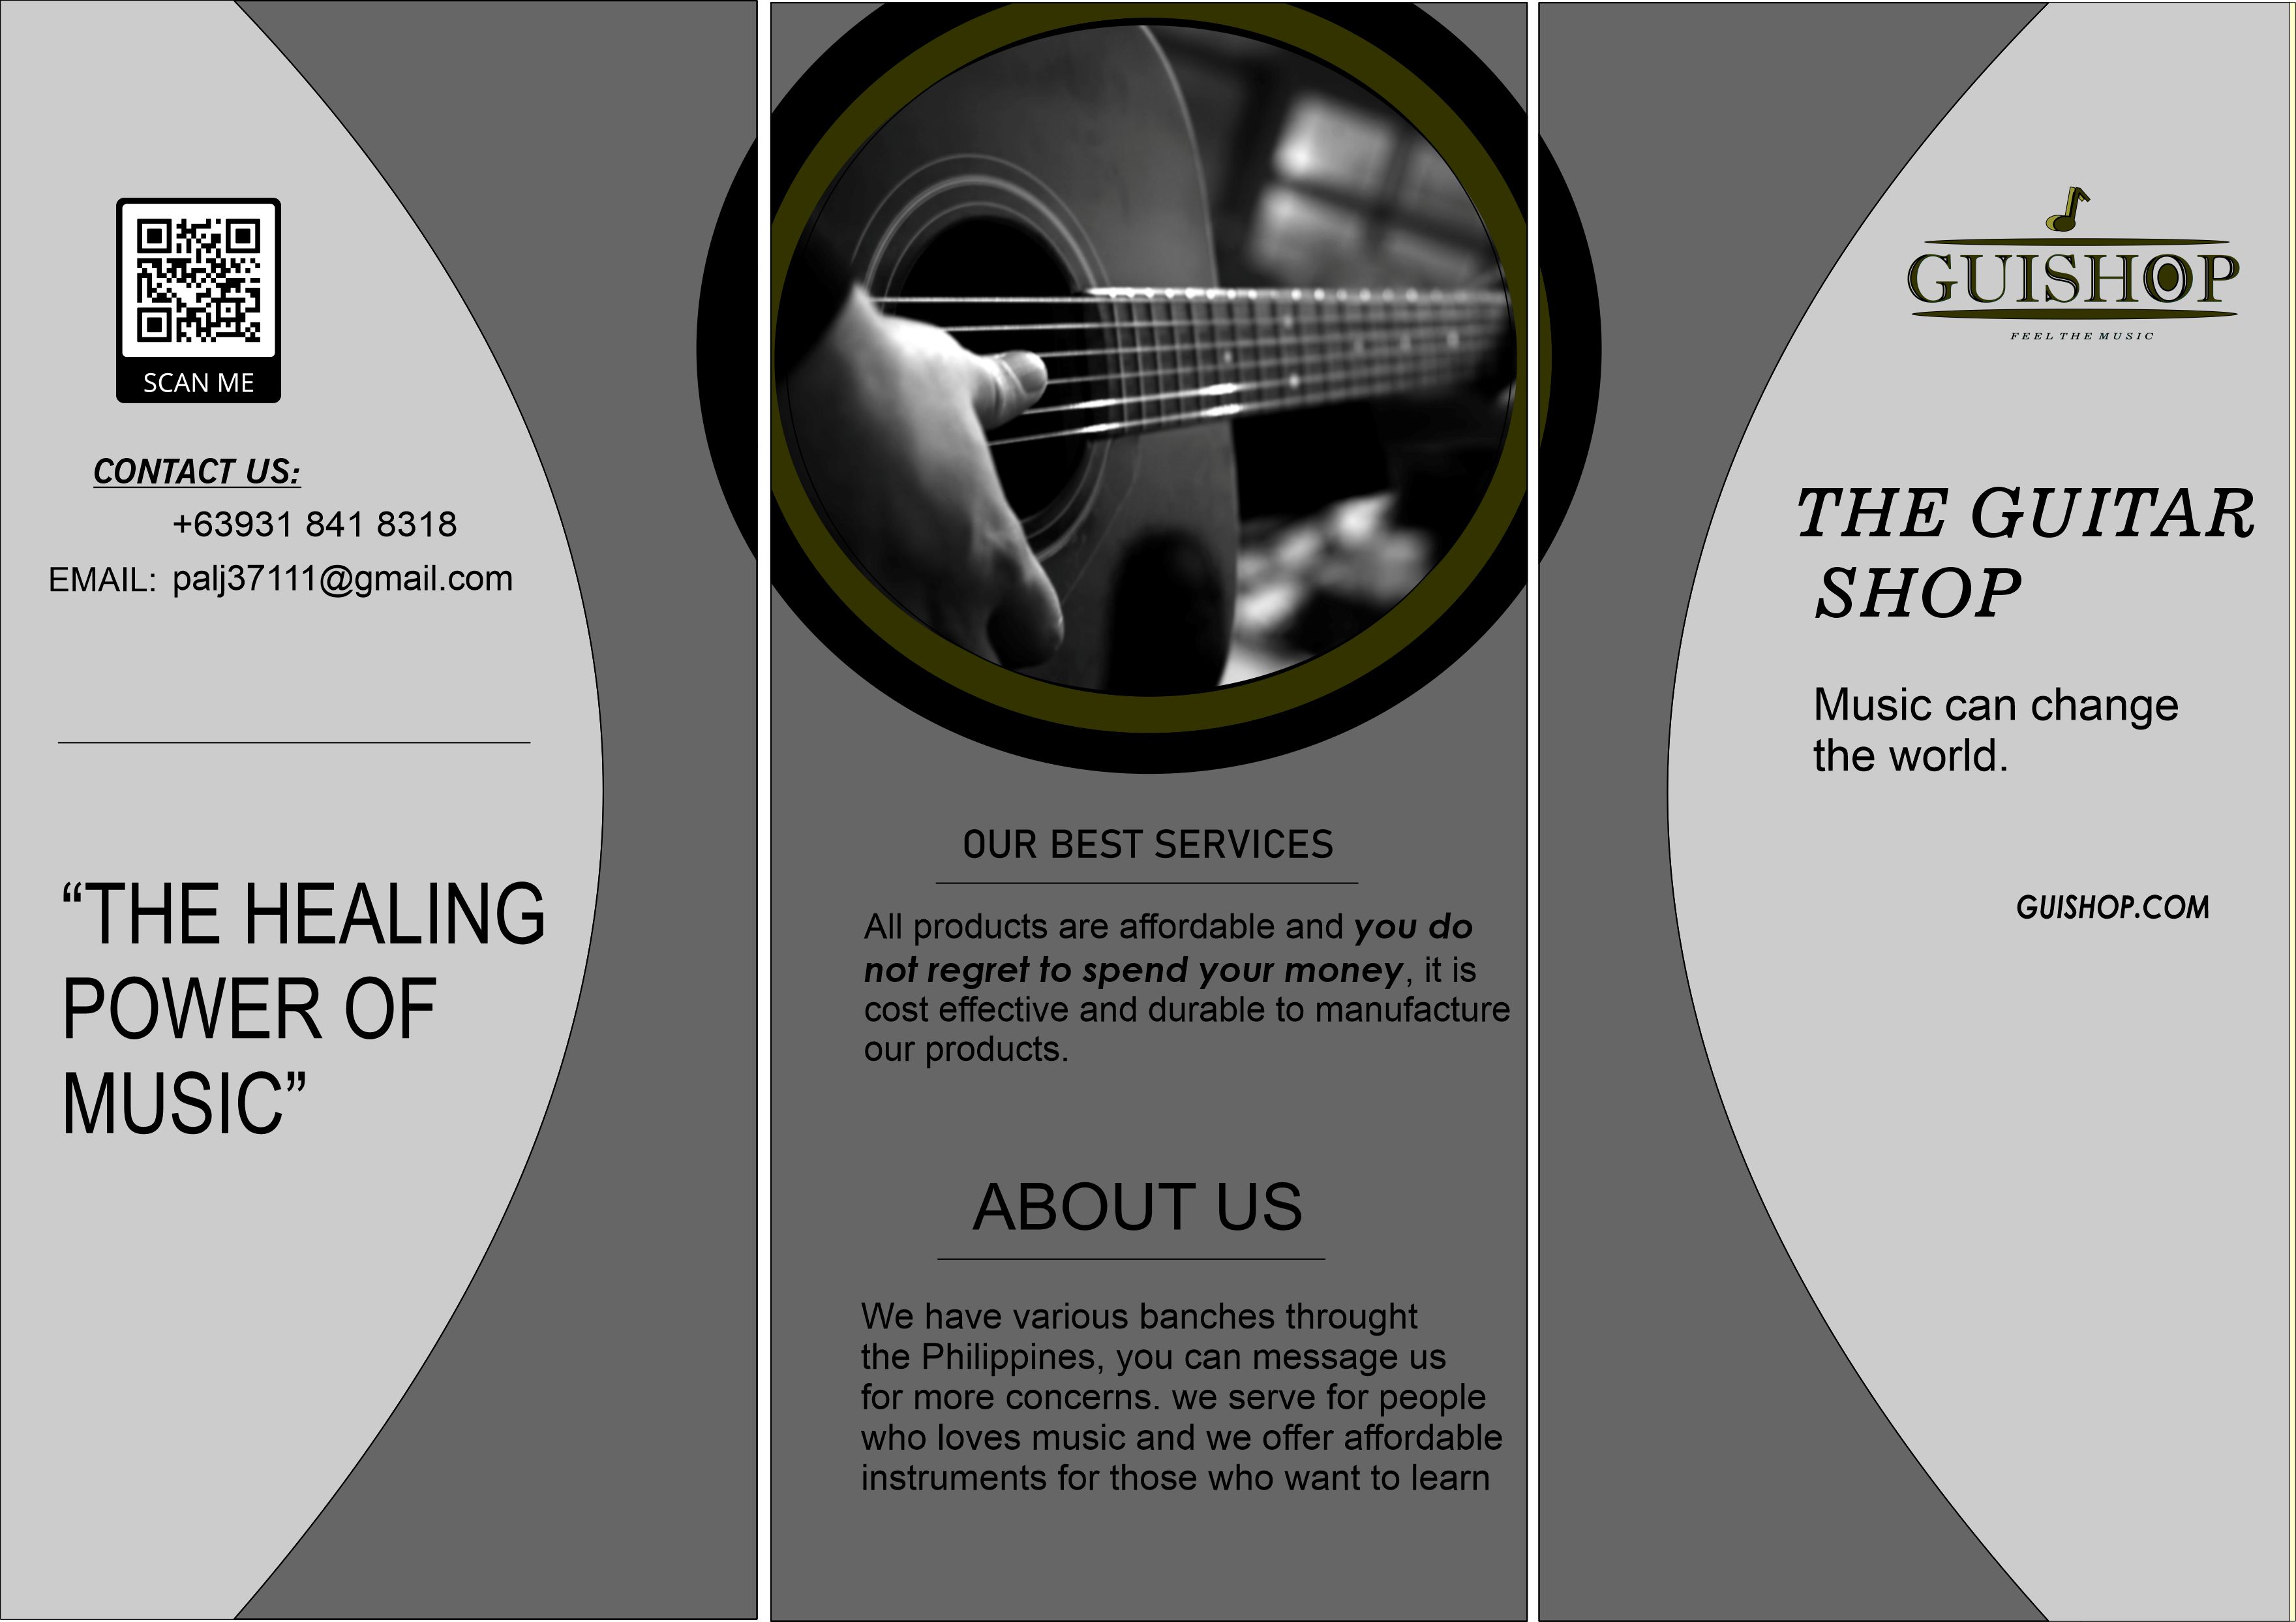 SCAN ME
CONTACT US:
+63931 841 8318
EMAIL: palj37111@gmail.com
“THE HEALING
POWER OF
MUSIC”
OUR BEST SERVICES
All products are affordable and you do
not regret to spend your money, it is
cost effective and durable to manufacture
our products.
ABOUT US
We have various banches throught
the Philippines, you can message us
for more concerns. we serve for people
who loves music and we offer affordable
instruments for those who want to learn
GUISHOP
FEEL THE MUSIC
THE GUITAR
SHOP
Music can change
the world.
GUISHOP.COM